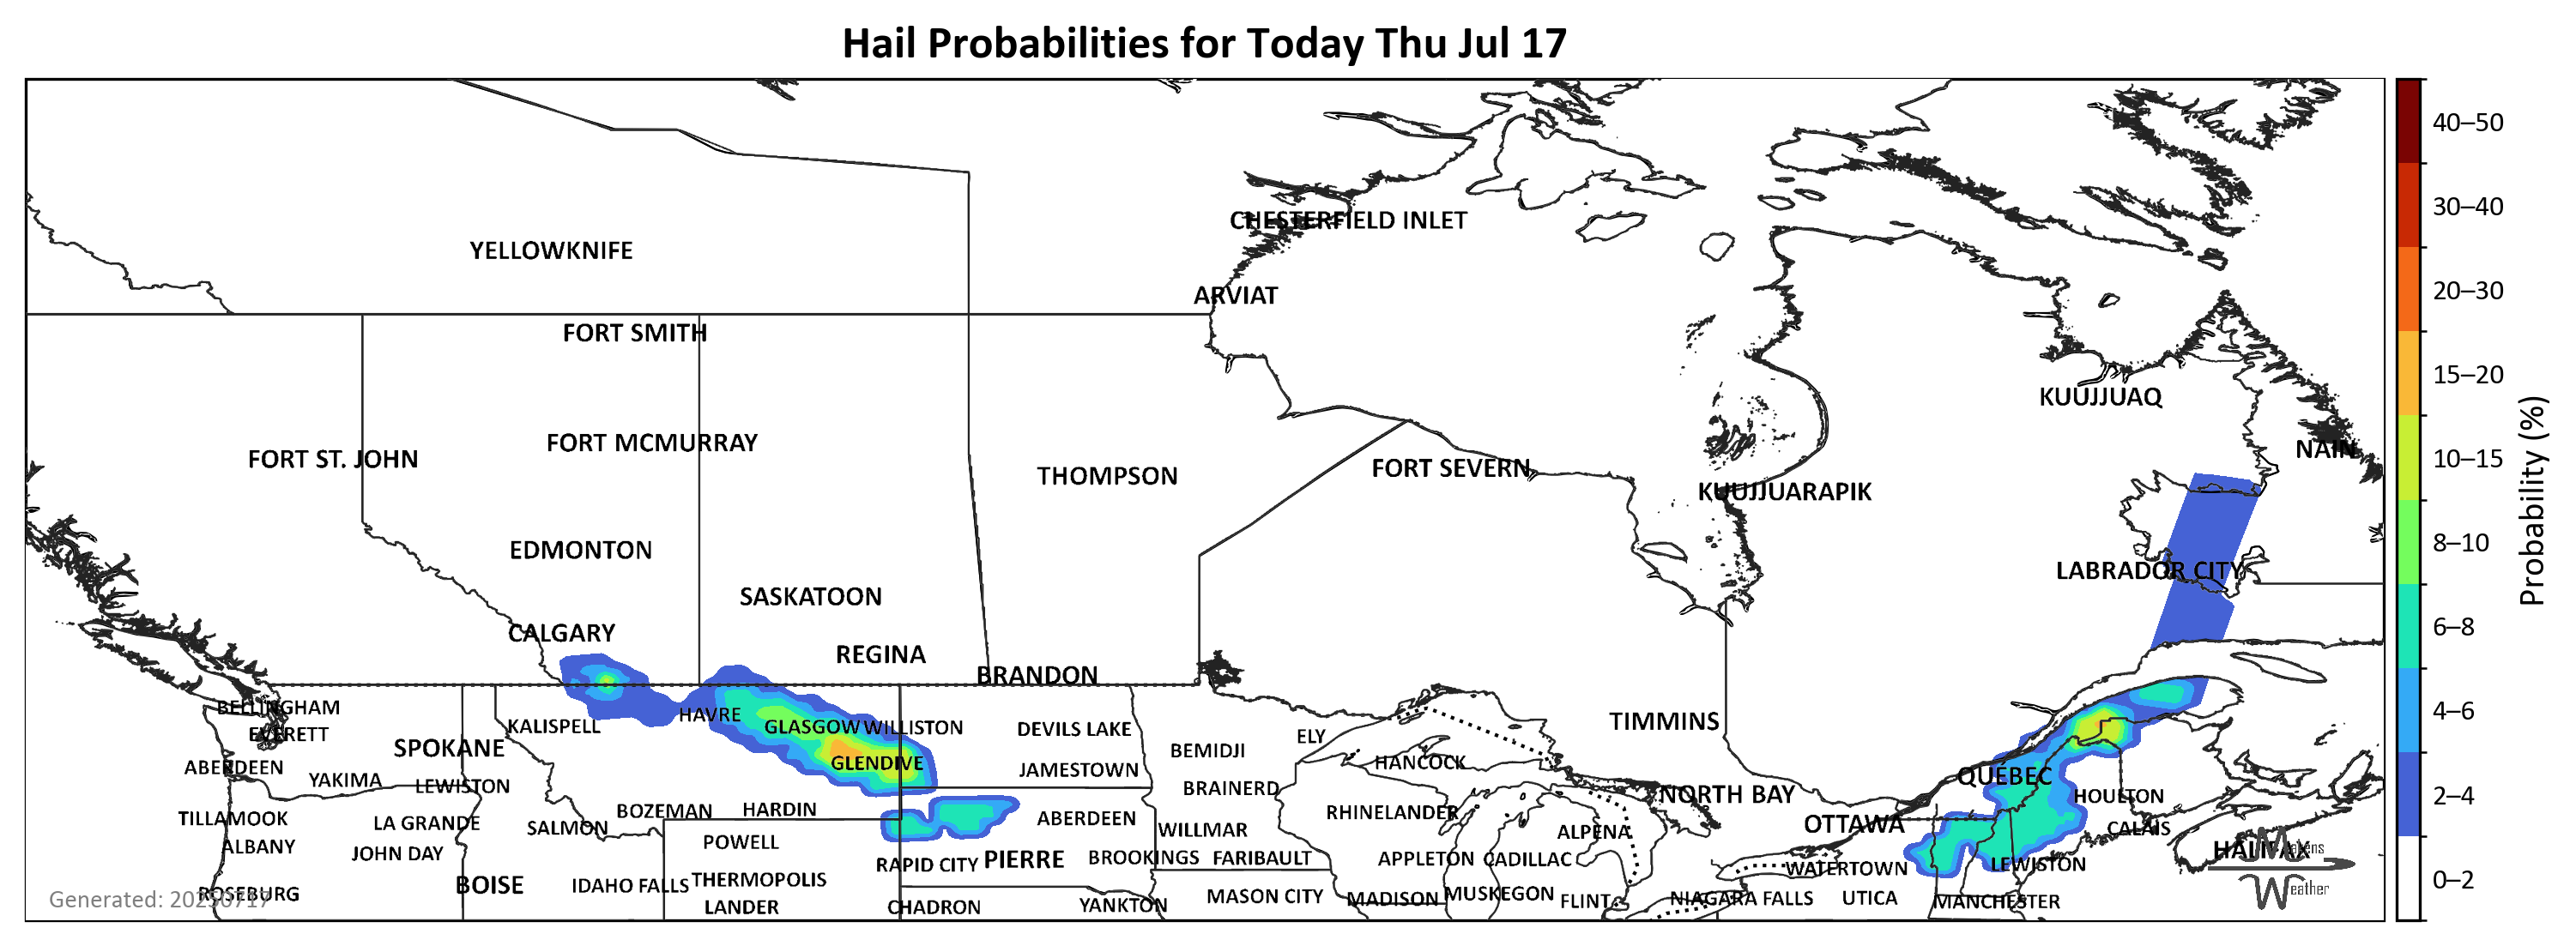 Hail Probabilities for Today Thu Jul 17
40–50
30–40
CHESTERFIELD INLET
YELLOWKNIFE
ARVIAT
20–30
FORT SMITH
15–20
KUUJJUAQ
FORT MCMURRAY
NAIN
10–15
FORT ST. JOHN
FORT SEVERN
THOMPSON
KUUJJUARAPIK
Probability (%)
8–10
EDMONTON
LABRADOR CITY
SASKATOON
6–8
CALGARY
REGINA
BRANDON
BELLINGHAM
HAVRE
4–6
KALISPELL
GLASGOW
WILLISTON
DEVILS LAKE
TIMMINS
EVERETT
ELY
SPOKANE
BEMIDJI
ABERDEEN
GLENDIVE
JAMESTOWN
HANCOCK
YAKIMA
LEWISTON
BRAINERD
NORTH BAY
QUÉBEC
HOULTON
2–4
TILLAMOOK
LA GRANDE
SALMON
BOZEMAN
HARDIN
ABERDEEN
WILLMAR
RHINELANDER
ALPENA
OTTAWA
CALAIS
ALBANY
JOHN DAY
POWELL
RAPID CITY
PIERRE
BROOKINGS
FARIBAULT
APPLETON
CADILLAC
WATERTOWN
LEWISTON
HALIFAX
BOISE
IDAHO FALLS
THERMOPOLIS
0–2
ROSEBURG
Generated: 20250717
LANDER
CHADRON
YANKTON
MASON CITY
MADISON
MUSKEGON
FLINT
NIAGARA FALLS
UTICA
MANCHESTER
Weather